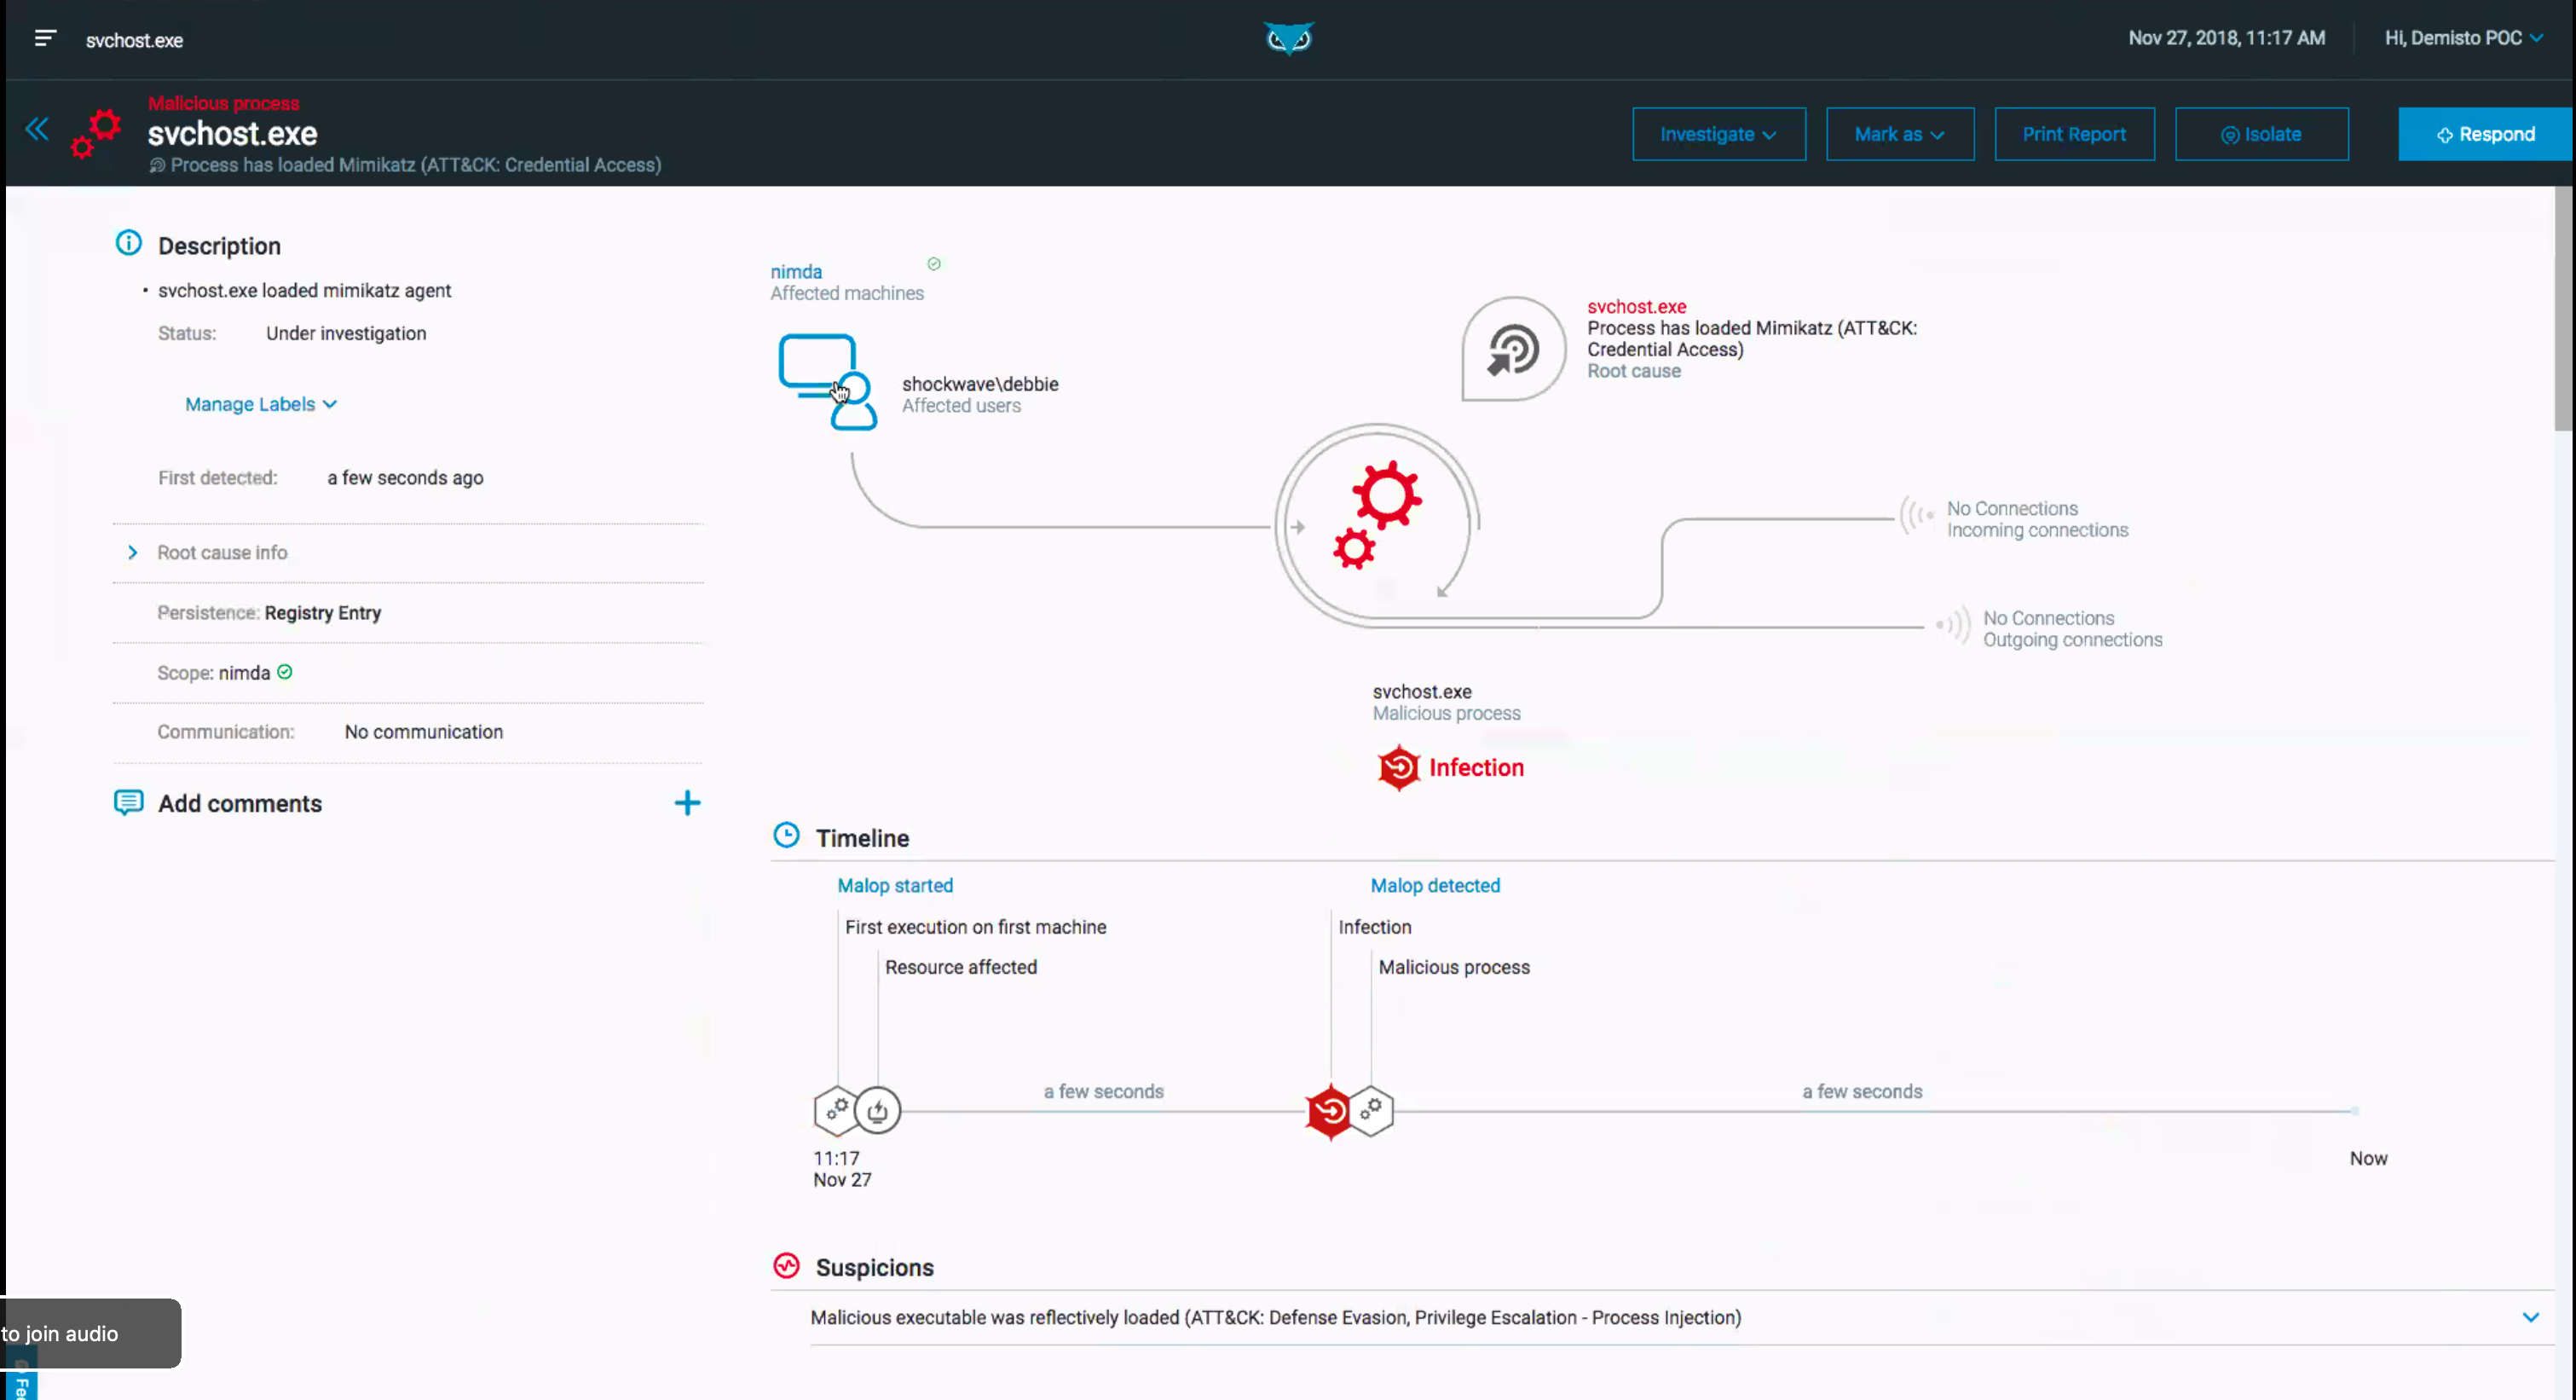 svchost.exe
Nov 27, 2018, 11:17 AM
Hi, Demisto POC
Malicious process
svchost.exe
Process has loaded Mimikatz (ATT&CK: Credential Access)
Investigate
Mark as
Print Report
Isolate
Respond
Description
· svchost.exe loaded mimikatz agent
Status: Under investigation
Manage Labels
First detected: a few seconds ago
Root cause info
Persistence: Registry Entry
Scope: nimda
Communication: No communication
Add comments
nimda
Affected machines
shockwave\debbie
Affected users
svchost.exe
Process has loaded Mimikatz (ATT&CK:
Credential Access)
Root cause
No Connections
Incoming connections
No Connections
Outgoing connections
svchost.exe
Malicious process
Infection
Timeline
Malop started
Malop detected
First execution on first machine
Infection
Resource affected
Malicious process
a few seconds
a few seconds
11:17
Nov 27
Now
Suspicions
Malicious executable was reflectively loaded (ATT&CK: Defense Evasion, Privilege Escalation - Process Injection)
to join audio